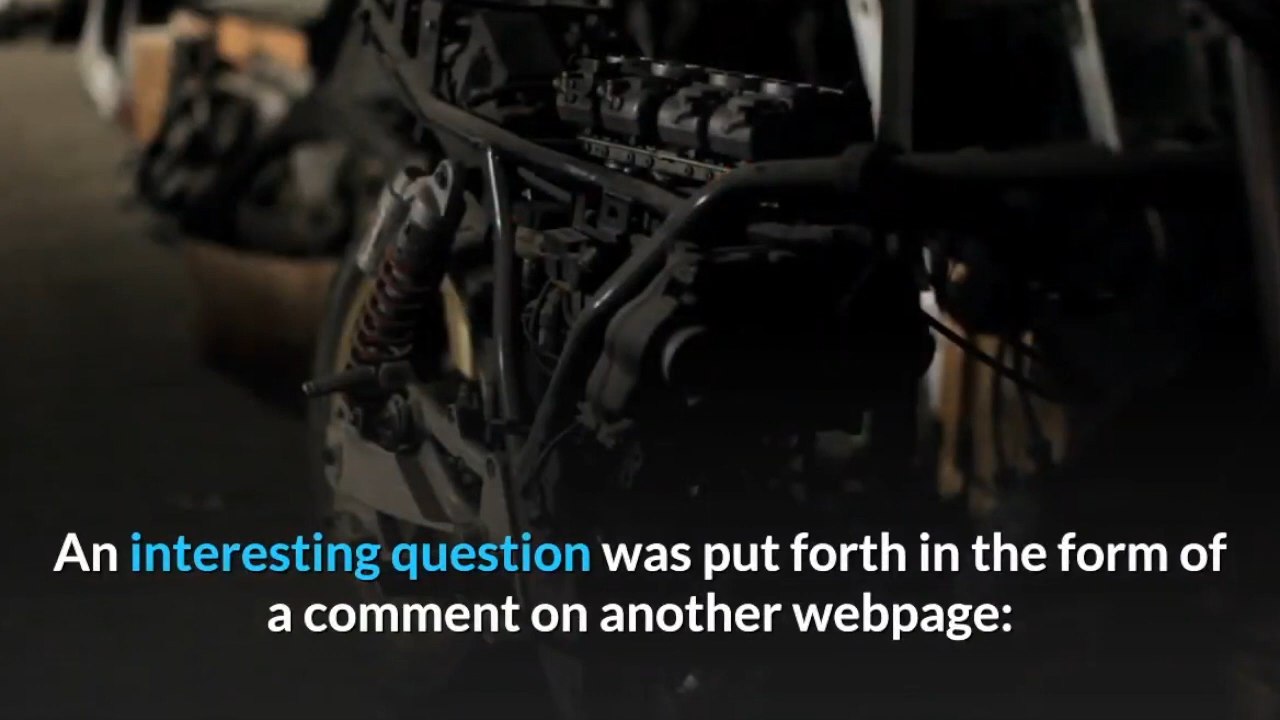 An interesting question was put forth in the form of
a comment on another webpage: